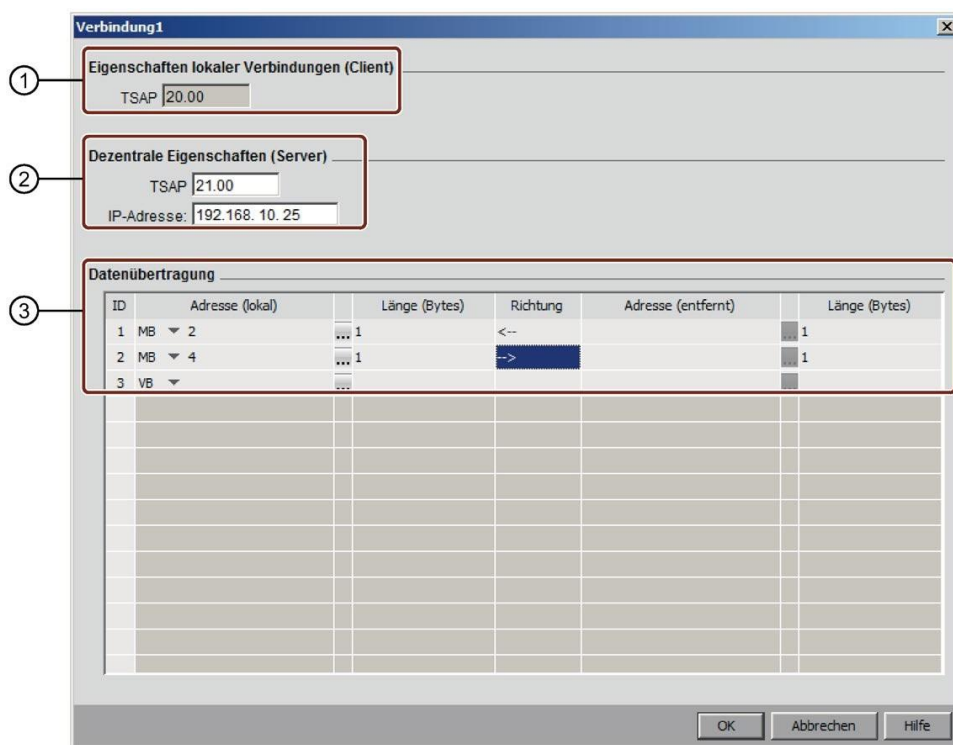 Verbindung1
①
Eigenschaften lokaler Verbindungen (Client)
TSAP 20.00
②
Dezentrale Eigenschaften (Server)
TSAP 21.00
IP-Adresse: 192.168. 10. 25
③
Datenübertragung
ID Adresse (lokal) Länge (Bytes) Richtung Adresse (entfernt) Länge (Bytes)
1 MB 2 ... 1 <-- ... 1
2 MB 4 ... 1 --> ... 1
3 VB ...
OK Abbrechen Hilfe